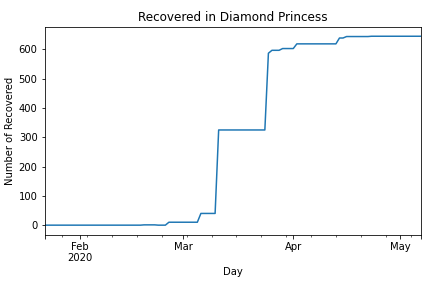 Recovered in Diamond Princess
Number of Recovered
600
500
400
300
200
100
0
Feb
2020
Mar
Apr
May
Day